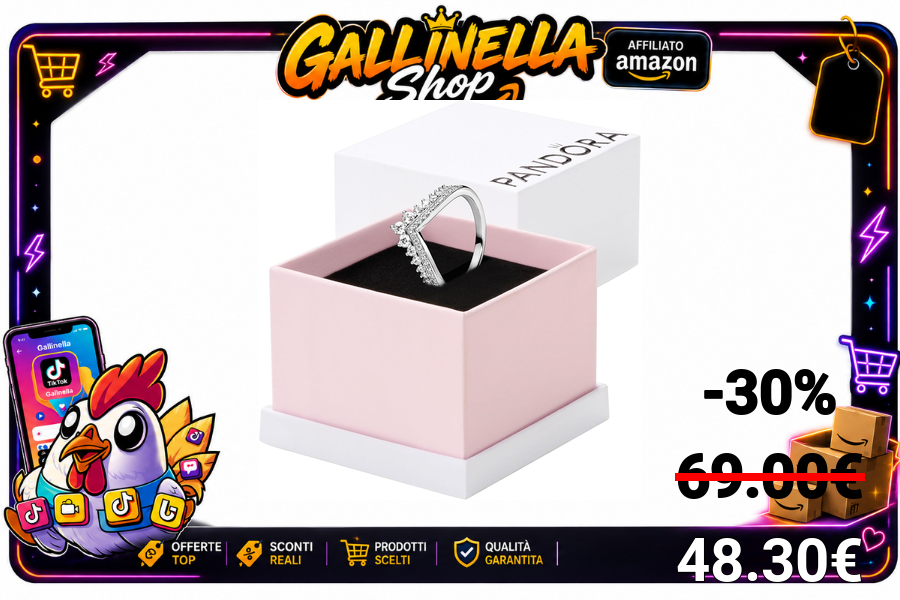 GALLINELLA
Shop
AFFILIATO
amazon
PANDORA
Gallinella
TikTok
Gallinella
-30%
69.00€
48.30€
OFFERTE
TOP
SCONTI
REALI
PRODOTTI
SCELTI
QUALITÀ
GARANTITA